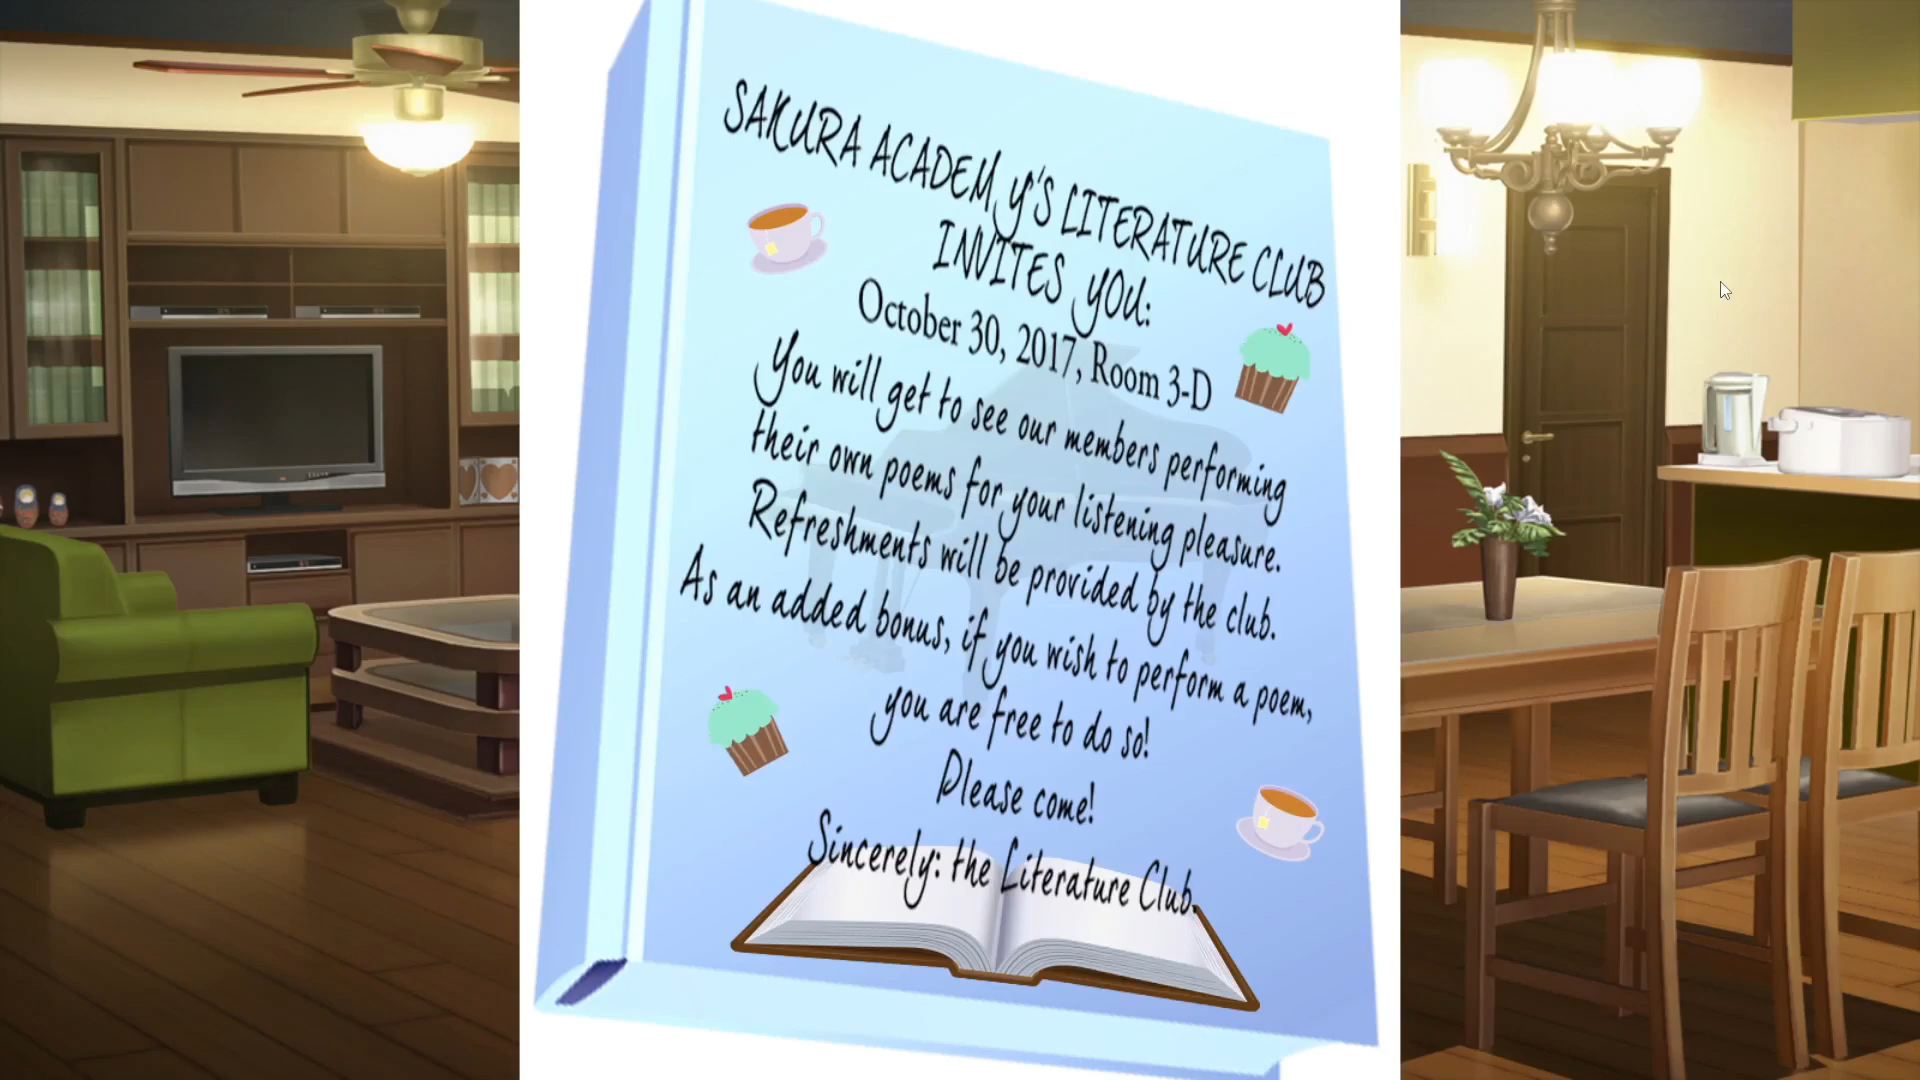 SAKURA ACADEMY'S LITERATURE CLUB
INVITES YOU:
October 30, 2017, Room 3-D
You will get to see our members performing
their own poems for your listening pleasure.
Refreshments will be provided by the club.
As an added bonus, if you wish to perform a poem,
you are free to do so!
Please come!
Sincerely: the Literature Club.